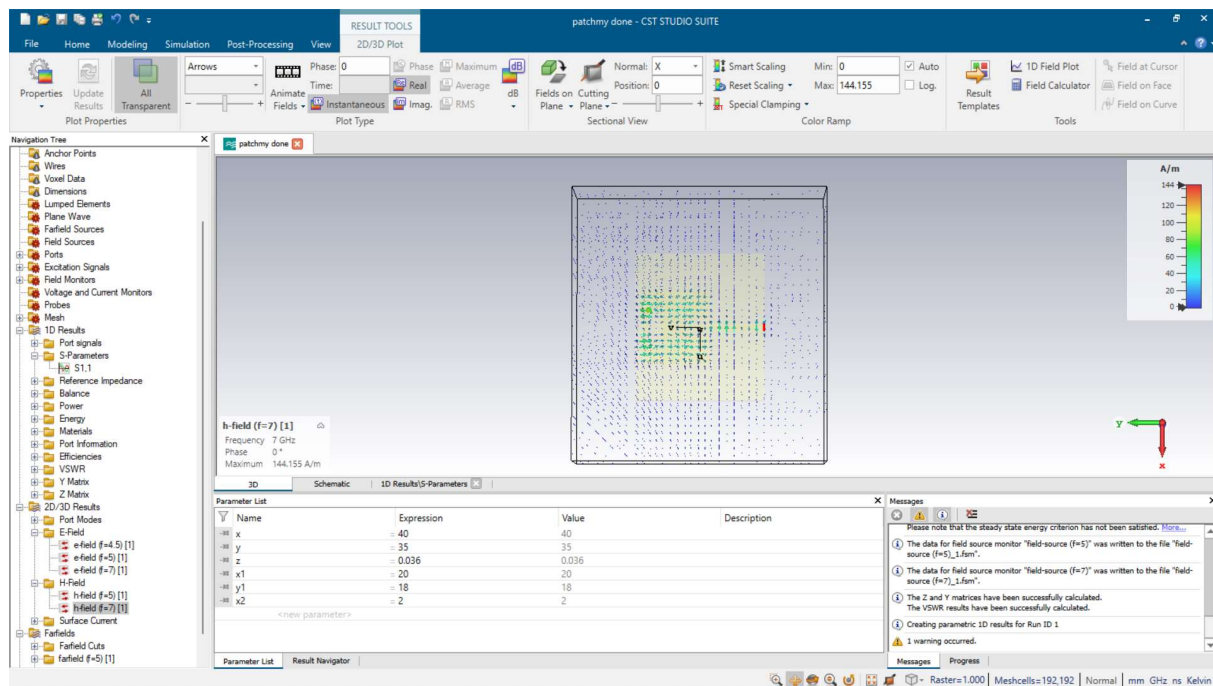 RESULT TOOLS
patchmy done - CST STUDIO SUITE
File Home Modeling Simulation Post-Processing View 2D/3D Plot
Properties
Update Results
All Transparent
Plot Properties
Arrows
Animate Fields
Phase: 0
Time:
Instantaneous
Phase
Real
Imag.
Maximum
Average
RMS
dB
dB
Plot Type
Fields on Plane
Cutting Plane
Normal: X
Position: 0
Sectional View
Smart Scaling
Reset Scaling
Special Clamping
Min: 0
Max: 144.155
Auto
Log.
Color Ramp
Result Templates
1D Field Plot
Field Calculator
Field at Cursor
Field on Face
Field on Curve
Tools
Navigation Tree
Anchor Points
Wires
Voxel Data
Dimensions
Lumped Elements
Plane Wave
Farfield Sources
Field Sources
Ports
Excitation Signals
Field Monitors
Voltage and Current Monitors
Probes
Mesh
1D Results
Port signals
S-Parameters
S1,1
Reference Impedance
Balance
Power
Energy
Materials
Port Information
Efficiencies
VSWR
Y Matrix
Z Matrix
2D/3D Results
Port Modes
E-Field
e-field (f=4.5) [1]
e-field (f=5) [1]
e-field (f=7) [1]
H-Field
h-field (f=5) [1]
h-field (f=7) [1]
Surface Current
Farfields
Farfield Cuts
farfield (f=5) [1]
patchmy done
A/m
144
120
100
80
60
40
20
0
v
u
h-field (f=7) [1]
Frequency 7 GHz
Phase 0°
Maximum 144.155 A/m
y
x
3D Schematic 1D Results\S-Parameters
Parameter List
Name Expression Value Description
x = 40 40
y = 35 35
z = 0.036 0.036
x1 = 20 20
y1 = 18 18
x2 = 2 2
<new parameter>
Parameter List Result Navigator
Messages
Please note that the steady state energy criterion has not been satisfied. More...
The data for field source monitor "field-source (f=5)" was written to the file "field-
source (f=5)_1.fsm".
The data for field source monitor "field-source (f=7)" was written to the file "field-
source (f=7)_1.fsm".
The Z and Y matrices have been successfully calculated.
The VSWR results have been successfully calculated.
Creating parametric 1D results for Run ID 1
1 warning occurred.
Messages Progress
Raster=1.000 Meshcells=192,192 Normal mm GHz ns Kelvin